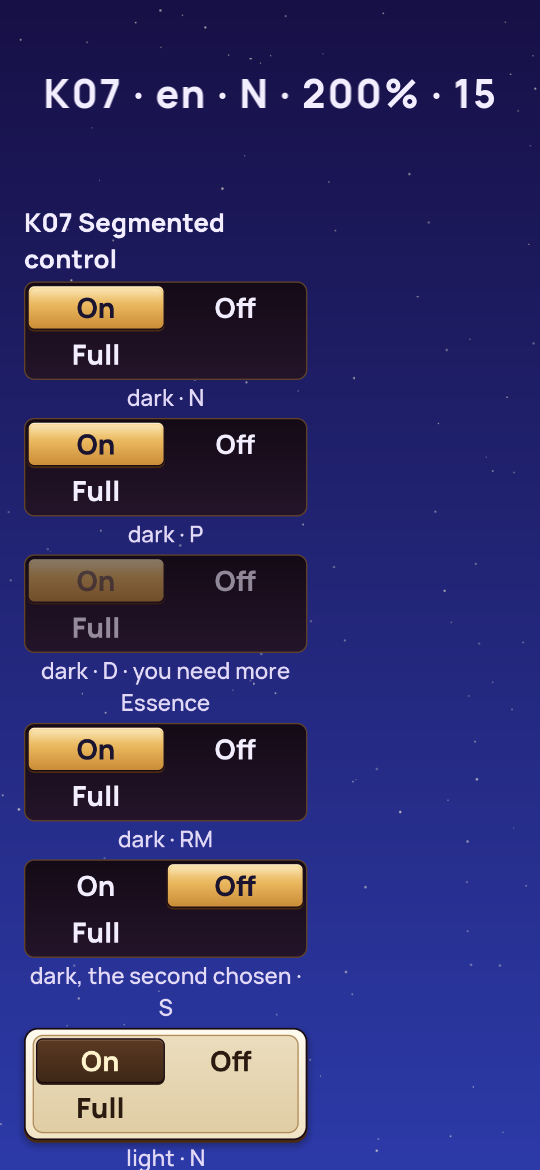 K07 · en · N · 200% · 15
K07 Segmented
control
On Off
Full
dark · N
On Off
Full
dark · P
On Off
Full
dark · D · you need more
Essence
On Off
Full
dark · RM
On Off
Full
dark, the second chosen ·
S
On Off
Full
light · N